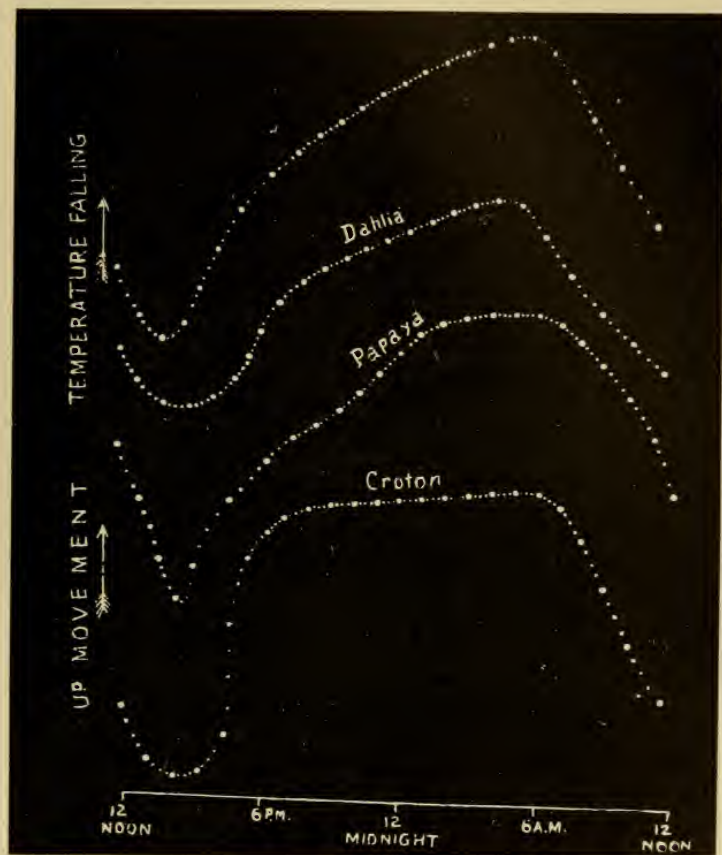 TEMPERATURE FALLING
UP MOVEMENT
Dahlia
Papaya
Croton
12
NOON
6 P.M.
12
MIDNIGHT
6 A.M.
12
NOON